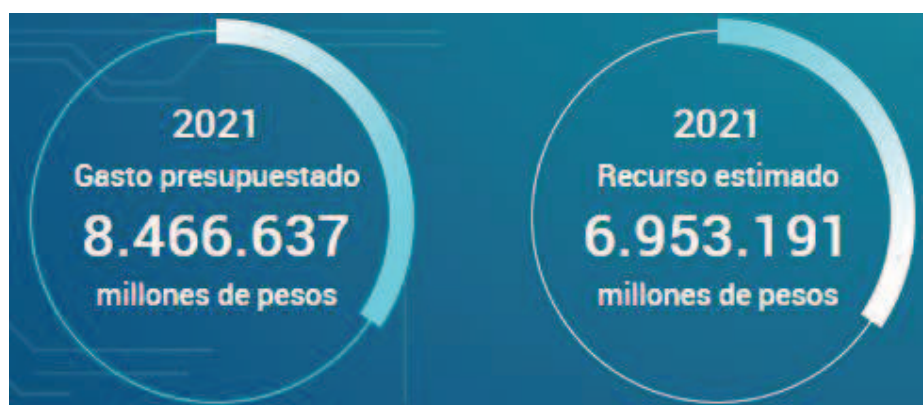 2021
Gasto presupuestado
8.466.637
millones de pesos
2021
Recurso estimado
6.953.191
millones de pesos